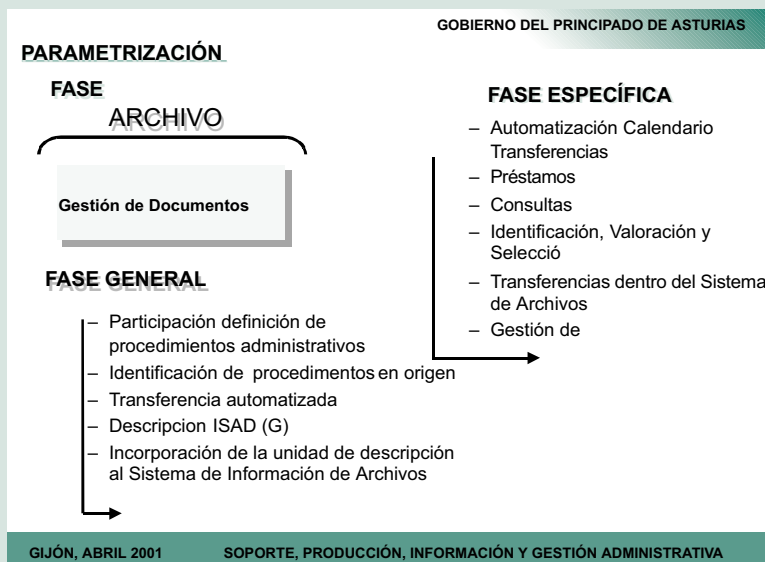 GOBIERNO DEL PRINCIPADO DE ASTURIAS
PARAMETRIZACIÓN
FASE
ARCHIVO
Gestión de Documentos
FASE GENERAL
– Participación definición de
procedimientos administrativos
– Identificación de procedimentos en origen
– Transferencia automatizada
– Descripcion ISAD (G)
– Incorporación de la unidad de descripción
al Sistema de Información de Archivos
FASE ESPECÍFICA
– Automatización Calendario
Transferencias
– Préstamos
– Consultas
– Identificación, Valoración y
Selecció
– Transferencias dentro del Sistema
de Archivos
– Gestión de
GIJÓN, ABRIL 2001 SOPORTE, PRODUCCIÓN, INFORMACIÓN Y GESTIÓN ADMINISTRATIVA